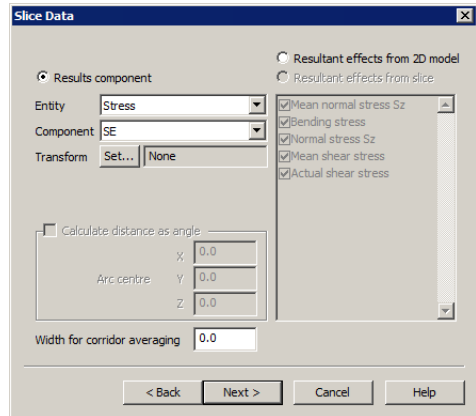 Slice Data
Resultant effects from 2D model
Results component
Resultant effects from slice
Entity Stress
Component SE
Transform Set... None
Mean normal stress Sz
Bending stress
Normal stress Sz
Mean shear stress
Actual shear stress
Calculate distance as angle
X 0.0
Arc centre Y 0.0
Z 0.0
Width for corridor averaging 0.0
< Back Next > Cancel Help